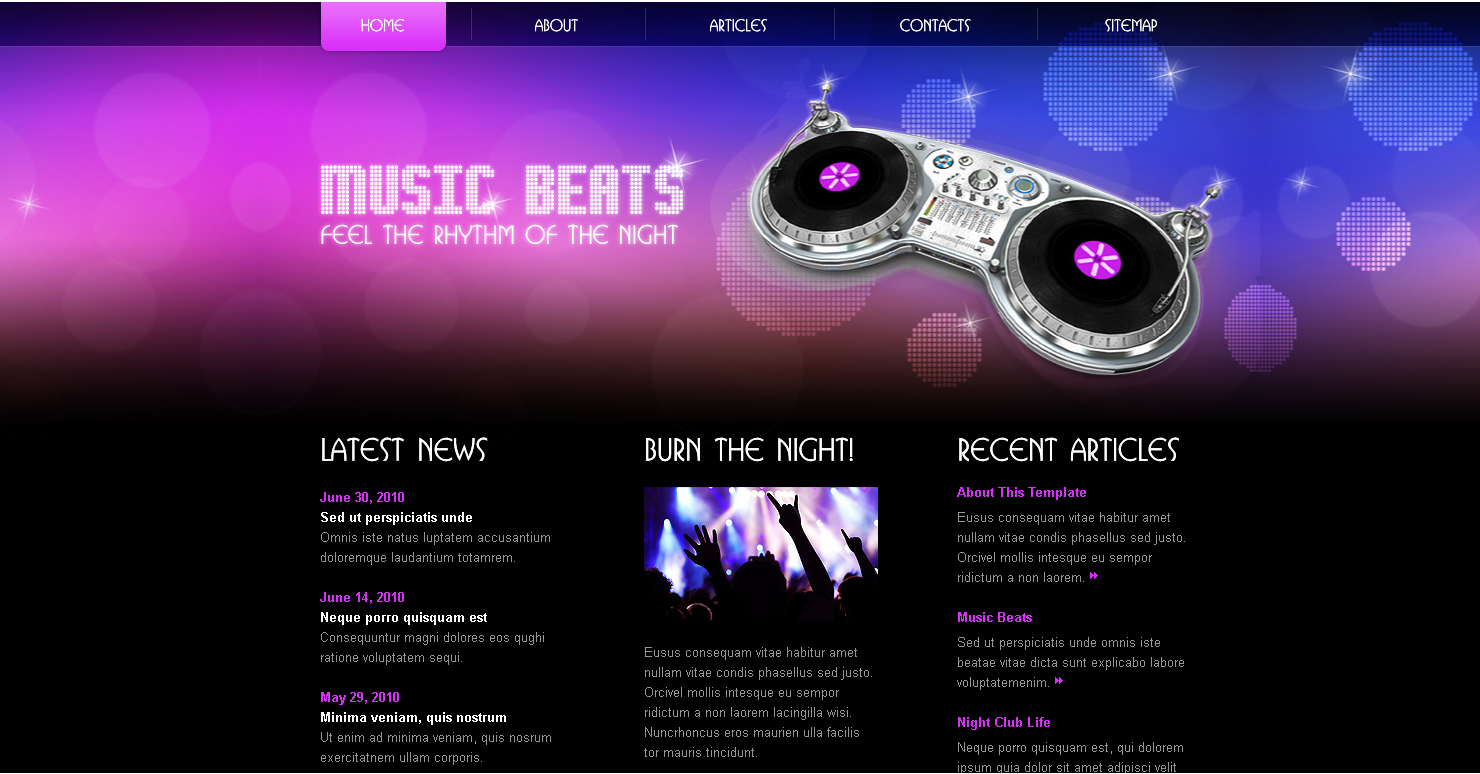 HOME
ABOUT
ARTICLES
CONTACTS
SITEMAP
MUSIC BEATS
FEEL THE RHYTHM OF THE NIGHT
LATEST NEWS
June 30, 2010
Sed ut perspiciatis unde
Omnis iste natus luptatem accusantium
doloremque laudantium totamrem.
June 14, 2010
Neque porro quisquam est
Consequuntur magni dolores eos qughi
ratione voluptatem sequi.
May 29, 2010
Minima veniam, quis nostrum
Ut enim ad minima veniam, quis nosrum
exercitatnem ullam corporis.
BURN THE NIGHT!
Eusus consequam vitae habitur amet
nullam vitae condis phasellus sed justo.
Orcivel mollis intesque eu sempor
ridictum a non laorem lacingilla wisi.
Nuncrhoncus eros maurien ulla facilis
tor mauris tincidunt.
RECENT ARTICLES
About This Template
Eusus consequam vitae habitur amet
nullam vitae condis phasellus sed justo.
Orcivel mollis intesque eu sempor
ridictum a non laorem.
Music Beats
Sed ut perspiciatis unde omnis iste
beatae vitae dicta sunt explicabo labore
voluptatemenim.
Night Club Life
Neque porro quisquam est, qui dolorem
ipsum quia dolor sit amet adipisci velit